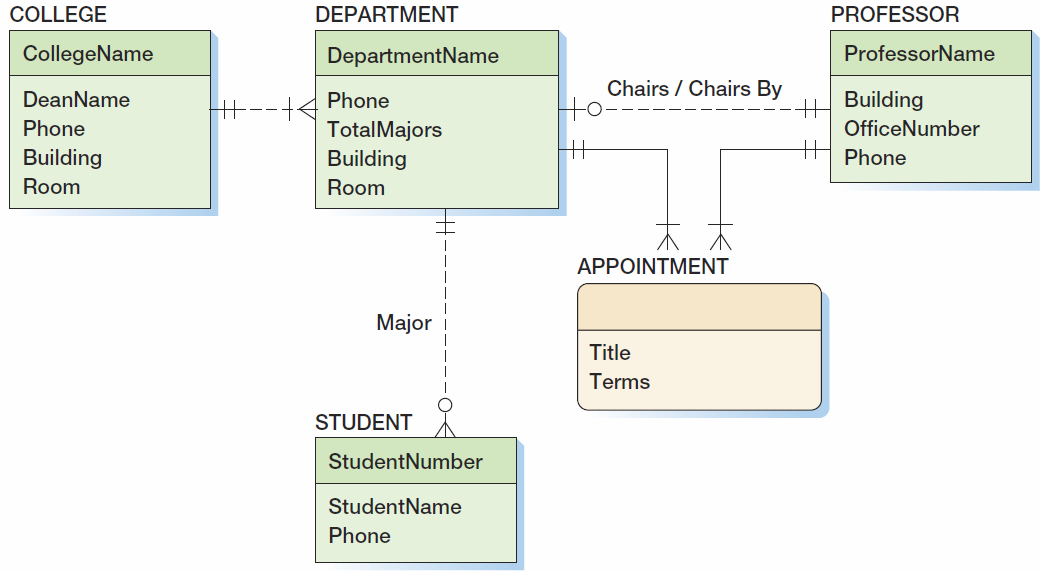 COLLEGE
CollegeName
DeanName
Phone
Building
Room
DEPARTMENT
DepartmentName
Phone
TotalMajors
Building
Room
Chairs / Chairs By
PROFESSOR
ProfessorName
Building
OfficeNumber
Phone
APPOINTMENT
Title
Terms
Major
STUDENT
StudentNumber
StudentName
Phone